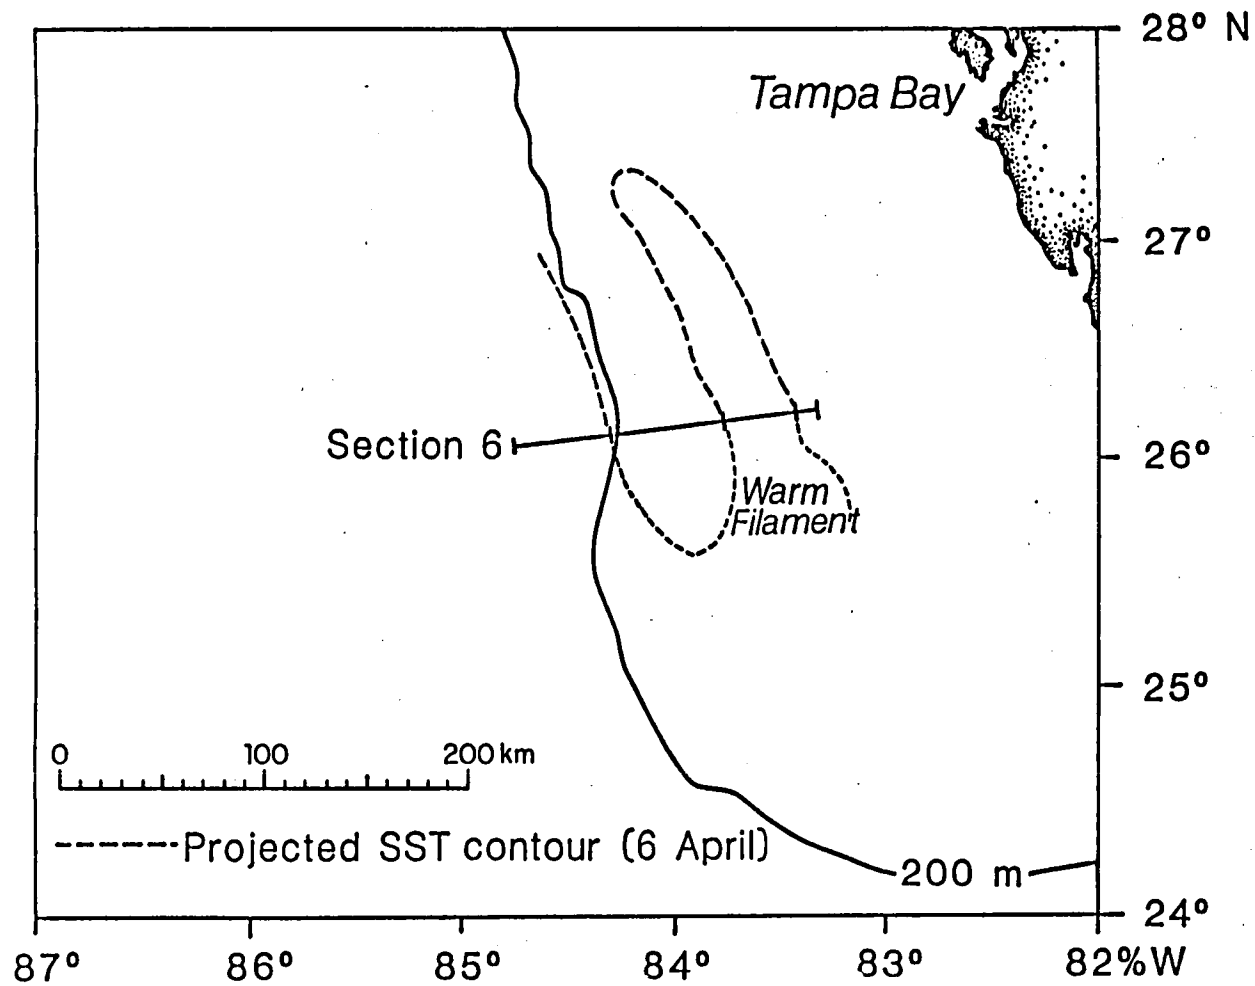 28° N
Tampa Bay
27°
Section 6
26°
Warm
Filament
25°
0 100 200 km
Projected SST contour (6 April)
200 m
24°
87° 86° 85° 84° 83° 82%W